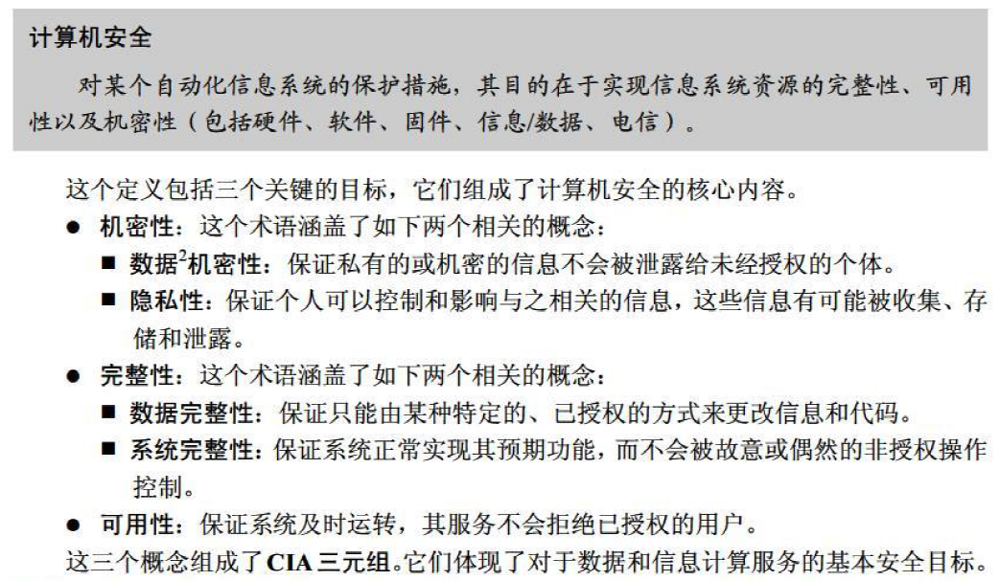 计算机安全
对某个自动化信息系统的保护措施，其目的在于实现信息系统资源的完整性、可用
性以及机密性（包括硬件、软件、固件、信息/数据、电信）。
这个定义包括三个关键的目标，它们组成了计算机安全的核心内容。
● 机密性：这个术语涵盖了如下两个相关的概念：
■ 数据2机密性：保证私有的或机密的信息不会被泄露给未经授权的个体。
■ 隐私性：保证个人可以控制和影响与之相关的信息，这些信息有可能被收集、存
储和泄露。
● 完整性：这个术语涵盖了如下两个相关的概念：
■ 数据完整性：保证只能由某种特定的、已授权的方式来更改信息和代码。
■ 系统完整性：保证系统正常实现其预期功能，而不会被故意或偶然的非授权操作
控制。
● 可用性：保证系统及时运转，其服务不会拒绝已授权的用户。
这三个概念组成了CIA三元组。它们体现了对于数据和信息计算服务的基本安全目标。